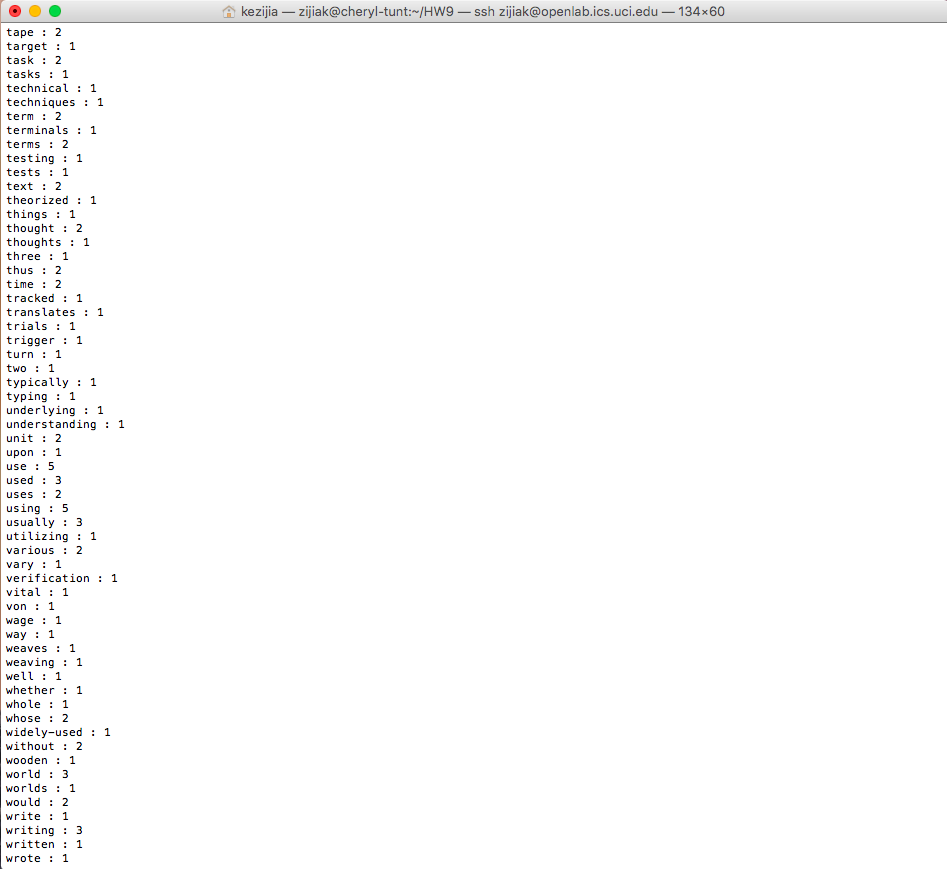 kezijia — zijiak@cheryl-tunt:~/HW9 — ssh zijiak@openlab.ics.uci.edu — 134×60
tape : 2
target : 1
task : 2
tasks : 1
technical : 1
techniques : 1
term : 2
terminals : 1
terms : 2
testing : 1
tests : 1
text : 2
theorized : 1
things : 1
thought : 2
thoughts : 1
three : 1
thus : 2
time : 2
tracked : 1
translates : 1
trials : 1
trigger : 1
turn : 1
two : 1
typically : 1
typing : 1
underlying : 1
understanding : 1
unit : 2
upon : 1
use : 5
used : 3
uses : 2
using : 5
usually : 3
utilizing : 1
various : 2
vary : 1
verification : 1
vital : 1
von : 1
wage : 1
way : 1
weaves : 1
weaving : 1
well : 1
whether : 1
whole : 1
whose : 2
widely-used : 1
without : 2
wooden : 1
world : 3
worlds : 1
would : 2
write : 1
writing : 3
written : 1
wrote : 1